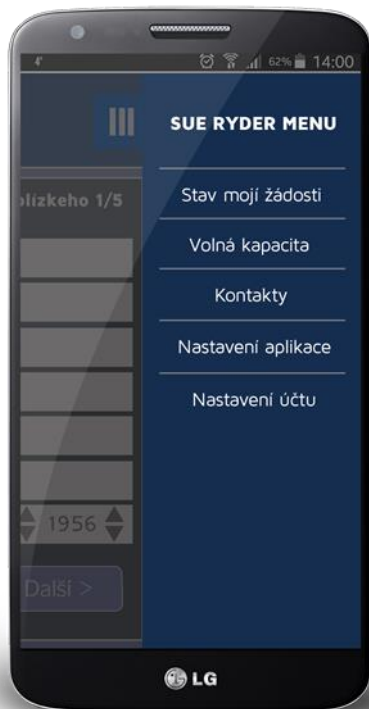 62% 14:00
SUE RYDER MENU
blízkeho 1/5
Stav mojí žádosti
Volná kapacita
Kontakty
Nastavení aplikace
Nastavení účtu
1956
Další >
LG